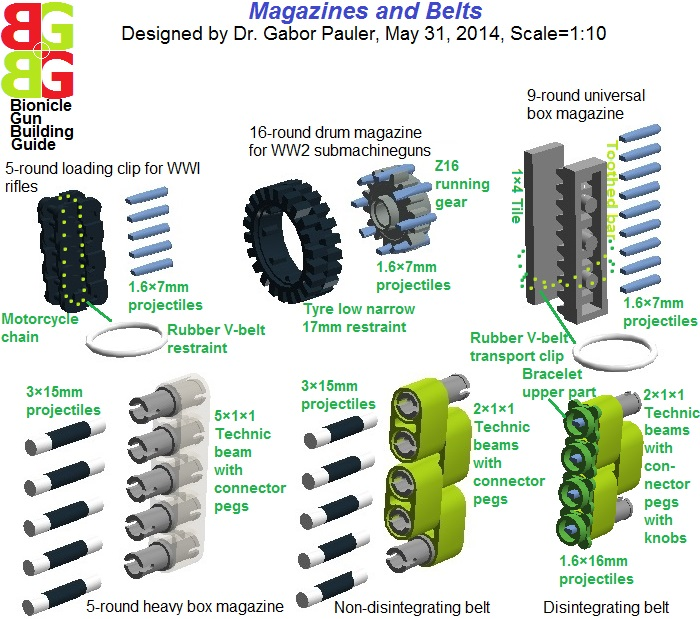 Magazines and Belts
Designed by Dr. Gabor Pauler, May 31, 2014, Scale=1:10
BG
BG
Bionicle
Gun
Building
Guide
5-round loading clip for WWI
rifles
1.6×7mm
projectiles
Motorcycle
chain
Rubber V-belt
restraint
16-round drum magazine
for WW2 submachineguns
Z16
running
gear
1.6×7mm
projectiles
Tyre low narrow
17mm restraint
9-round universal
box magazine
1×4 Tile
Toothed bar
1.6×7mm
projectiles
Rubber V-belt
transport clip
3×15mm
projectiles
5×1×1
Technic
beam
with
connector
pegs
5-round heavy box magazine
3×15mm
projectiles
2×1×1
Technic
beams
with
connector
pegs
Non-disintegrating belt
Bracelet
upper part
2×1×1
Technic
beams
with
con-
nector
pegs
with
knobs
1.6×16mm
projectiles
Disintegrating belt